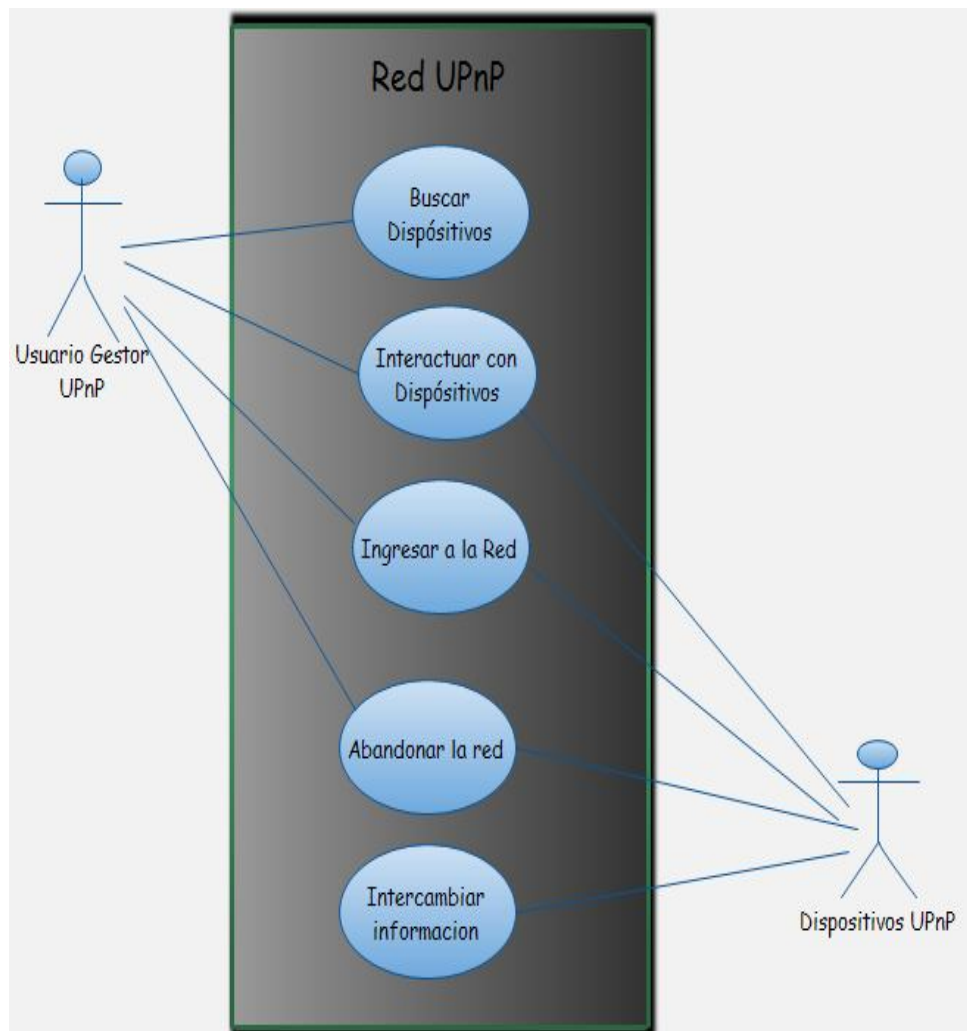 Red UPnP
Buscar
Dispósitivos
Usuario Gestor
UPnP
Interactuar con
Dispósitivos
Ingresar a la Red
Abandonar la red
Intercambiar
informacion
Dispositivos UPnP